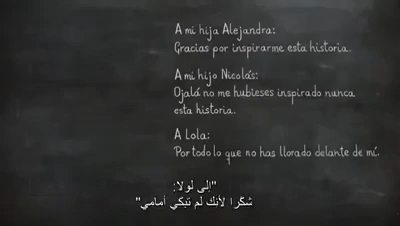 A mi hija Alejandra:
Gracias por inspirarme esta historia.
A mi hijo Nicolás:
Ojalá no me hubieses inspirado nunca
esta historia.
A Lola:
Por todo lo que no has llorado delante de mí.
"إلى لولا:
شكرا لأنك لم تبكي أمامي"